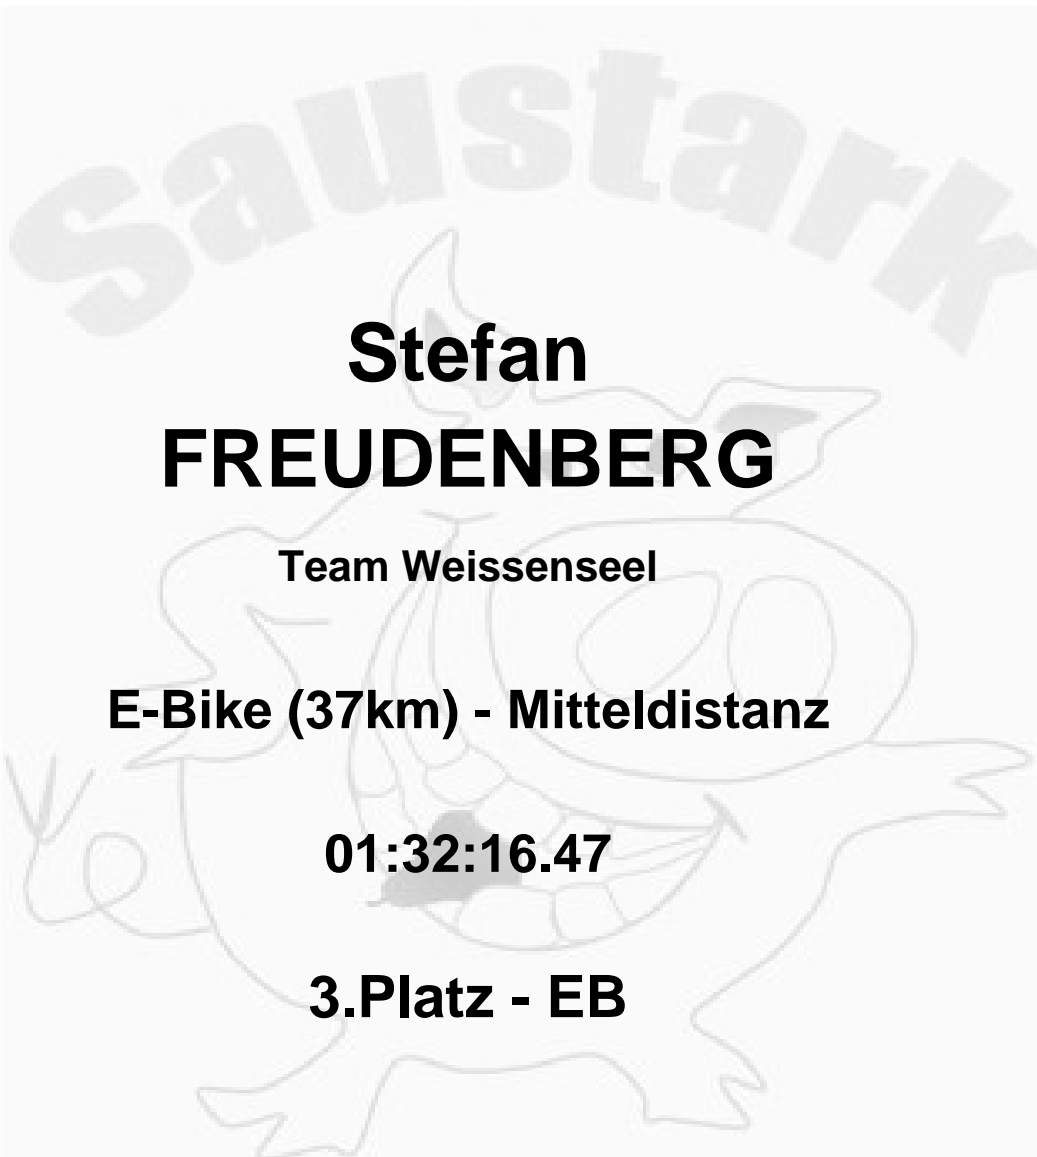 Saustark
Stefan
FREUDENBERG
Team Weissenseel
E-Bike (37km) - Mitteldistanz
01:32:16.47
3.Platz - EB